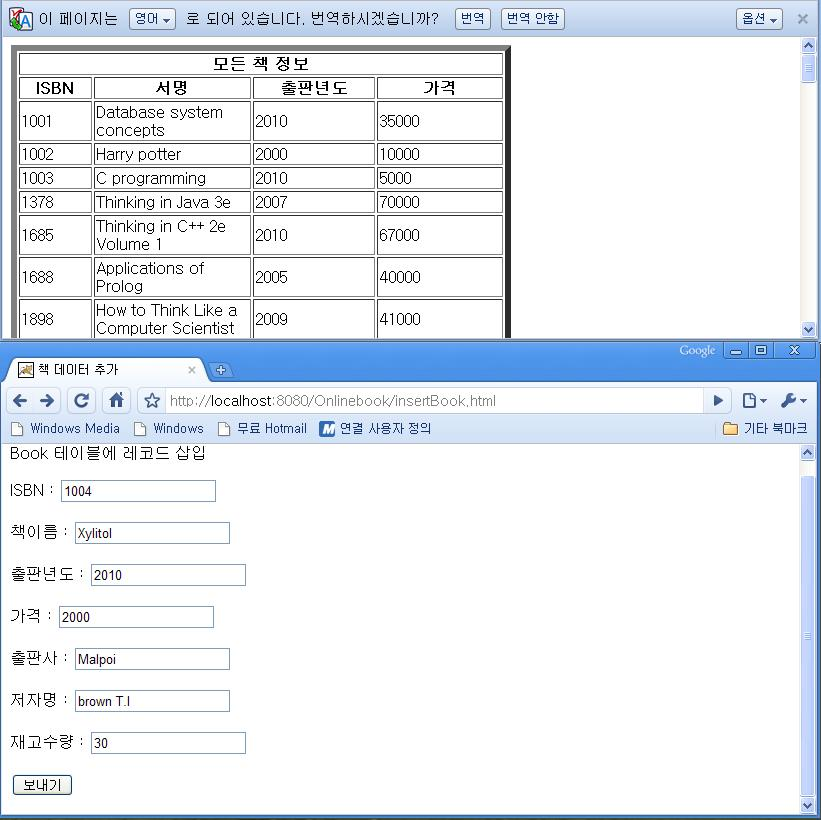 이 페이지는 영어 로 되어 있습니다. 번역하시겠습니까? 번역 번역 안함 옵션
모든 책 정보
ISBN 서명 출판년도 가격
1001 Database system concepts 2010 35000
1002 Harry potter 2000 10000
1003 C programming 2010 5000
1378 Thinking in Java 3e 2007 70000
1685 Thinking in C++ 2e Volume 1 2010 67000
1688 Applications of Prolog 2005 40000
1898 How to Think Like a Computer Scientist 2009 41000
Google
책 데이터 추가
http://localhost:8080/Onlinebook/insertBook.html
Windows Media Windows 무료 Hotmail 연결 사용자 정의 기타 북마크
Book 테이블에 레코드 삽입
ISBN : 1004
책이름 : Xylitol
출판년도 : 2010
가격 : 2000
출판사 : Malpoi
저자명 : brown T.I
재고수량 : 30
보내기